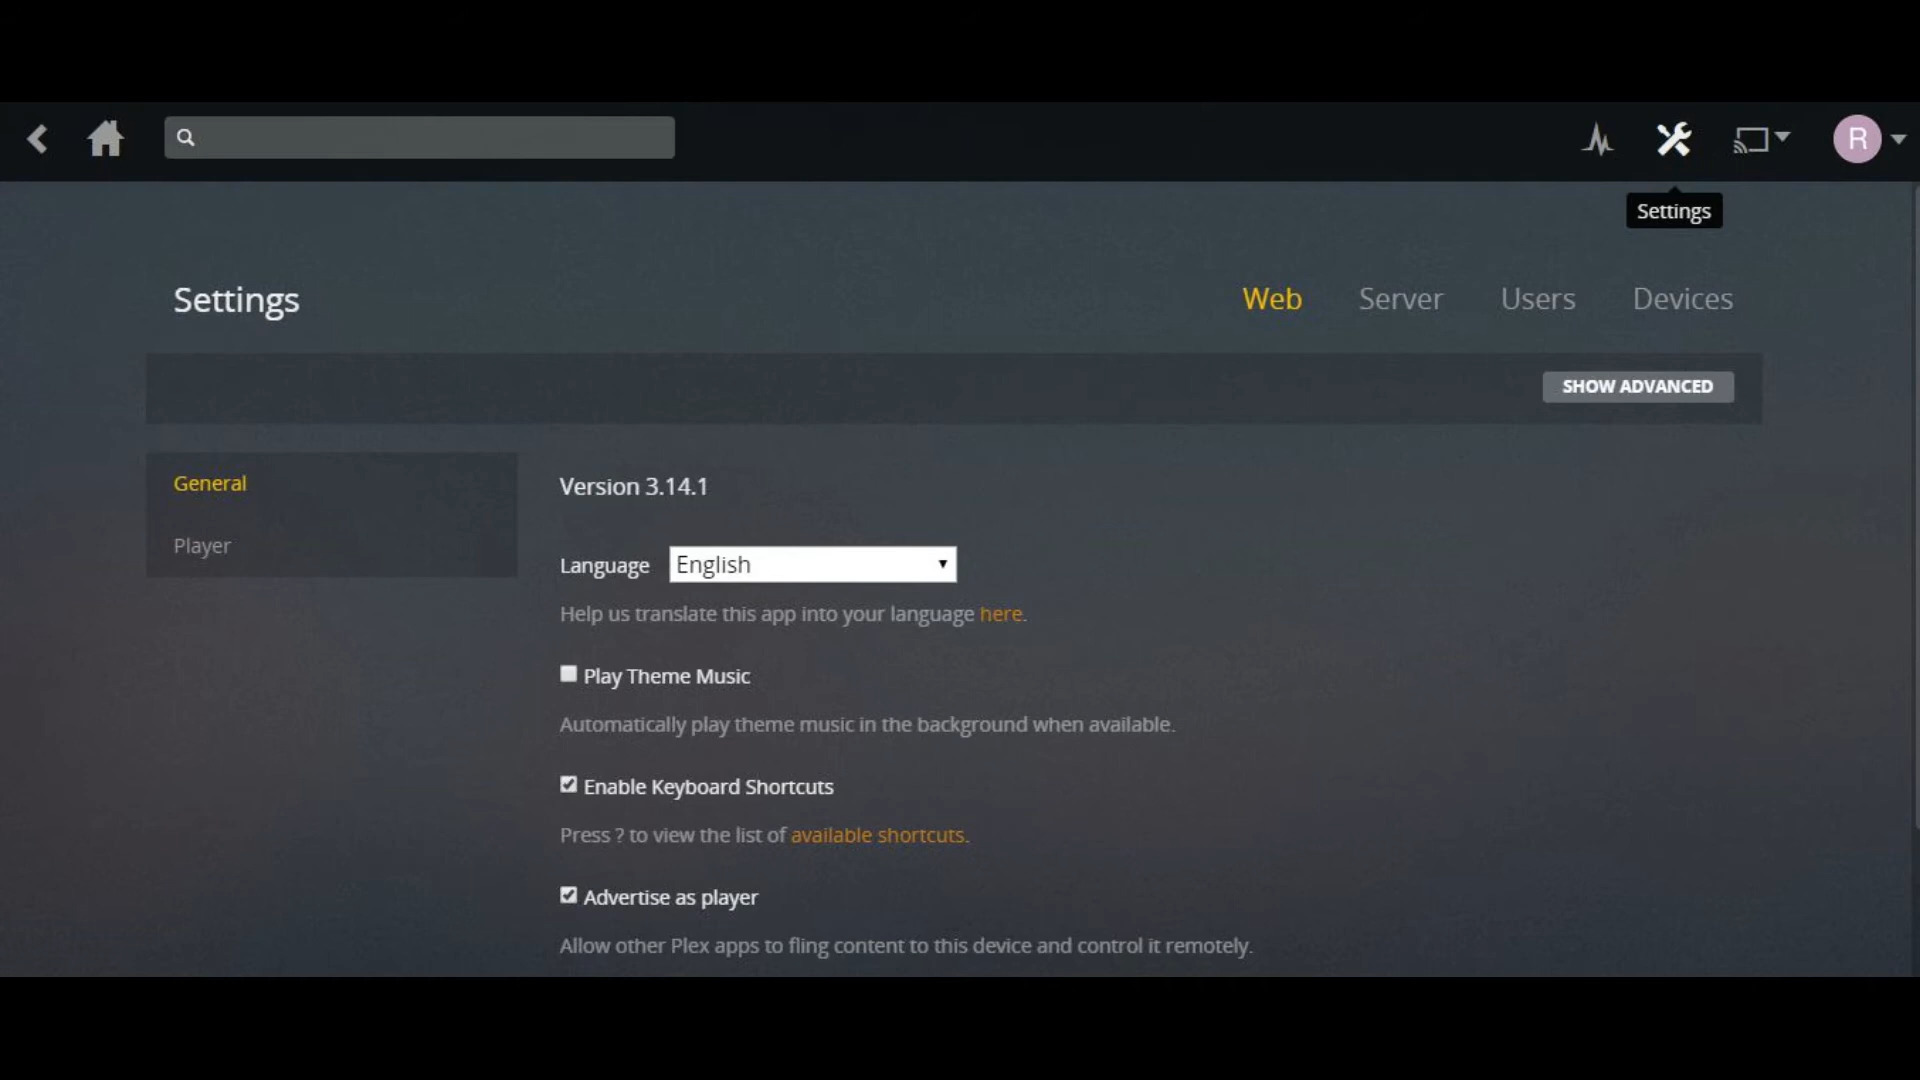 R
Settings
Settings
Web Server Users Devices
SHOW ADVANCED
General
Player
Version 3.14.1
Language English
Help us translate this app into your language here.
Play Theme Music
Automatically play theme music in the background when available.
Enable Keyboard Shortcuts
Press ? to view the list of available shortcuts.
Advertise as player
Allow other Plex apps to fling content to this device and control it remotely.